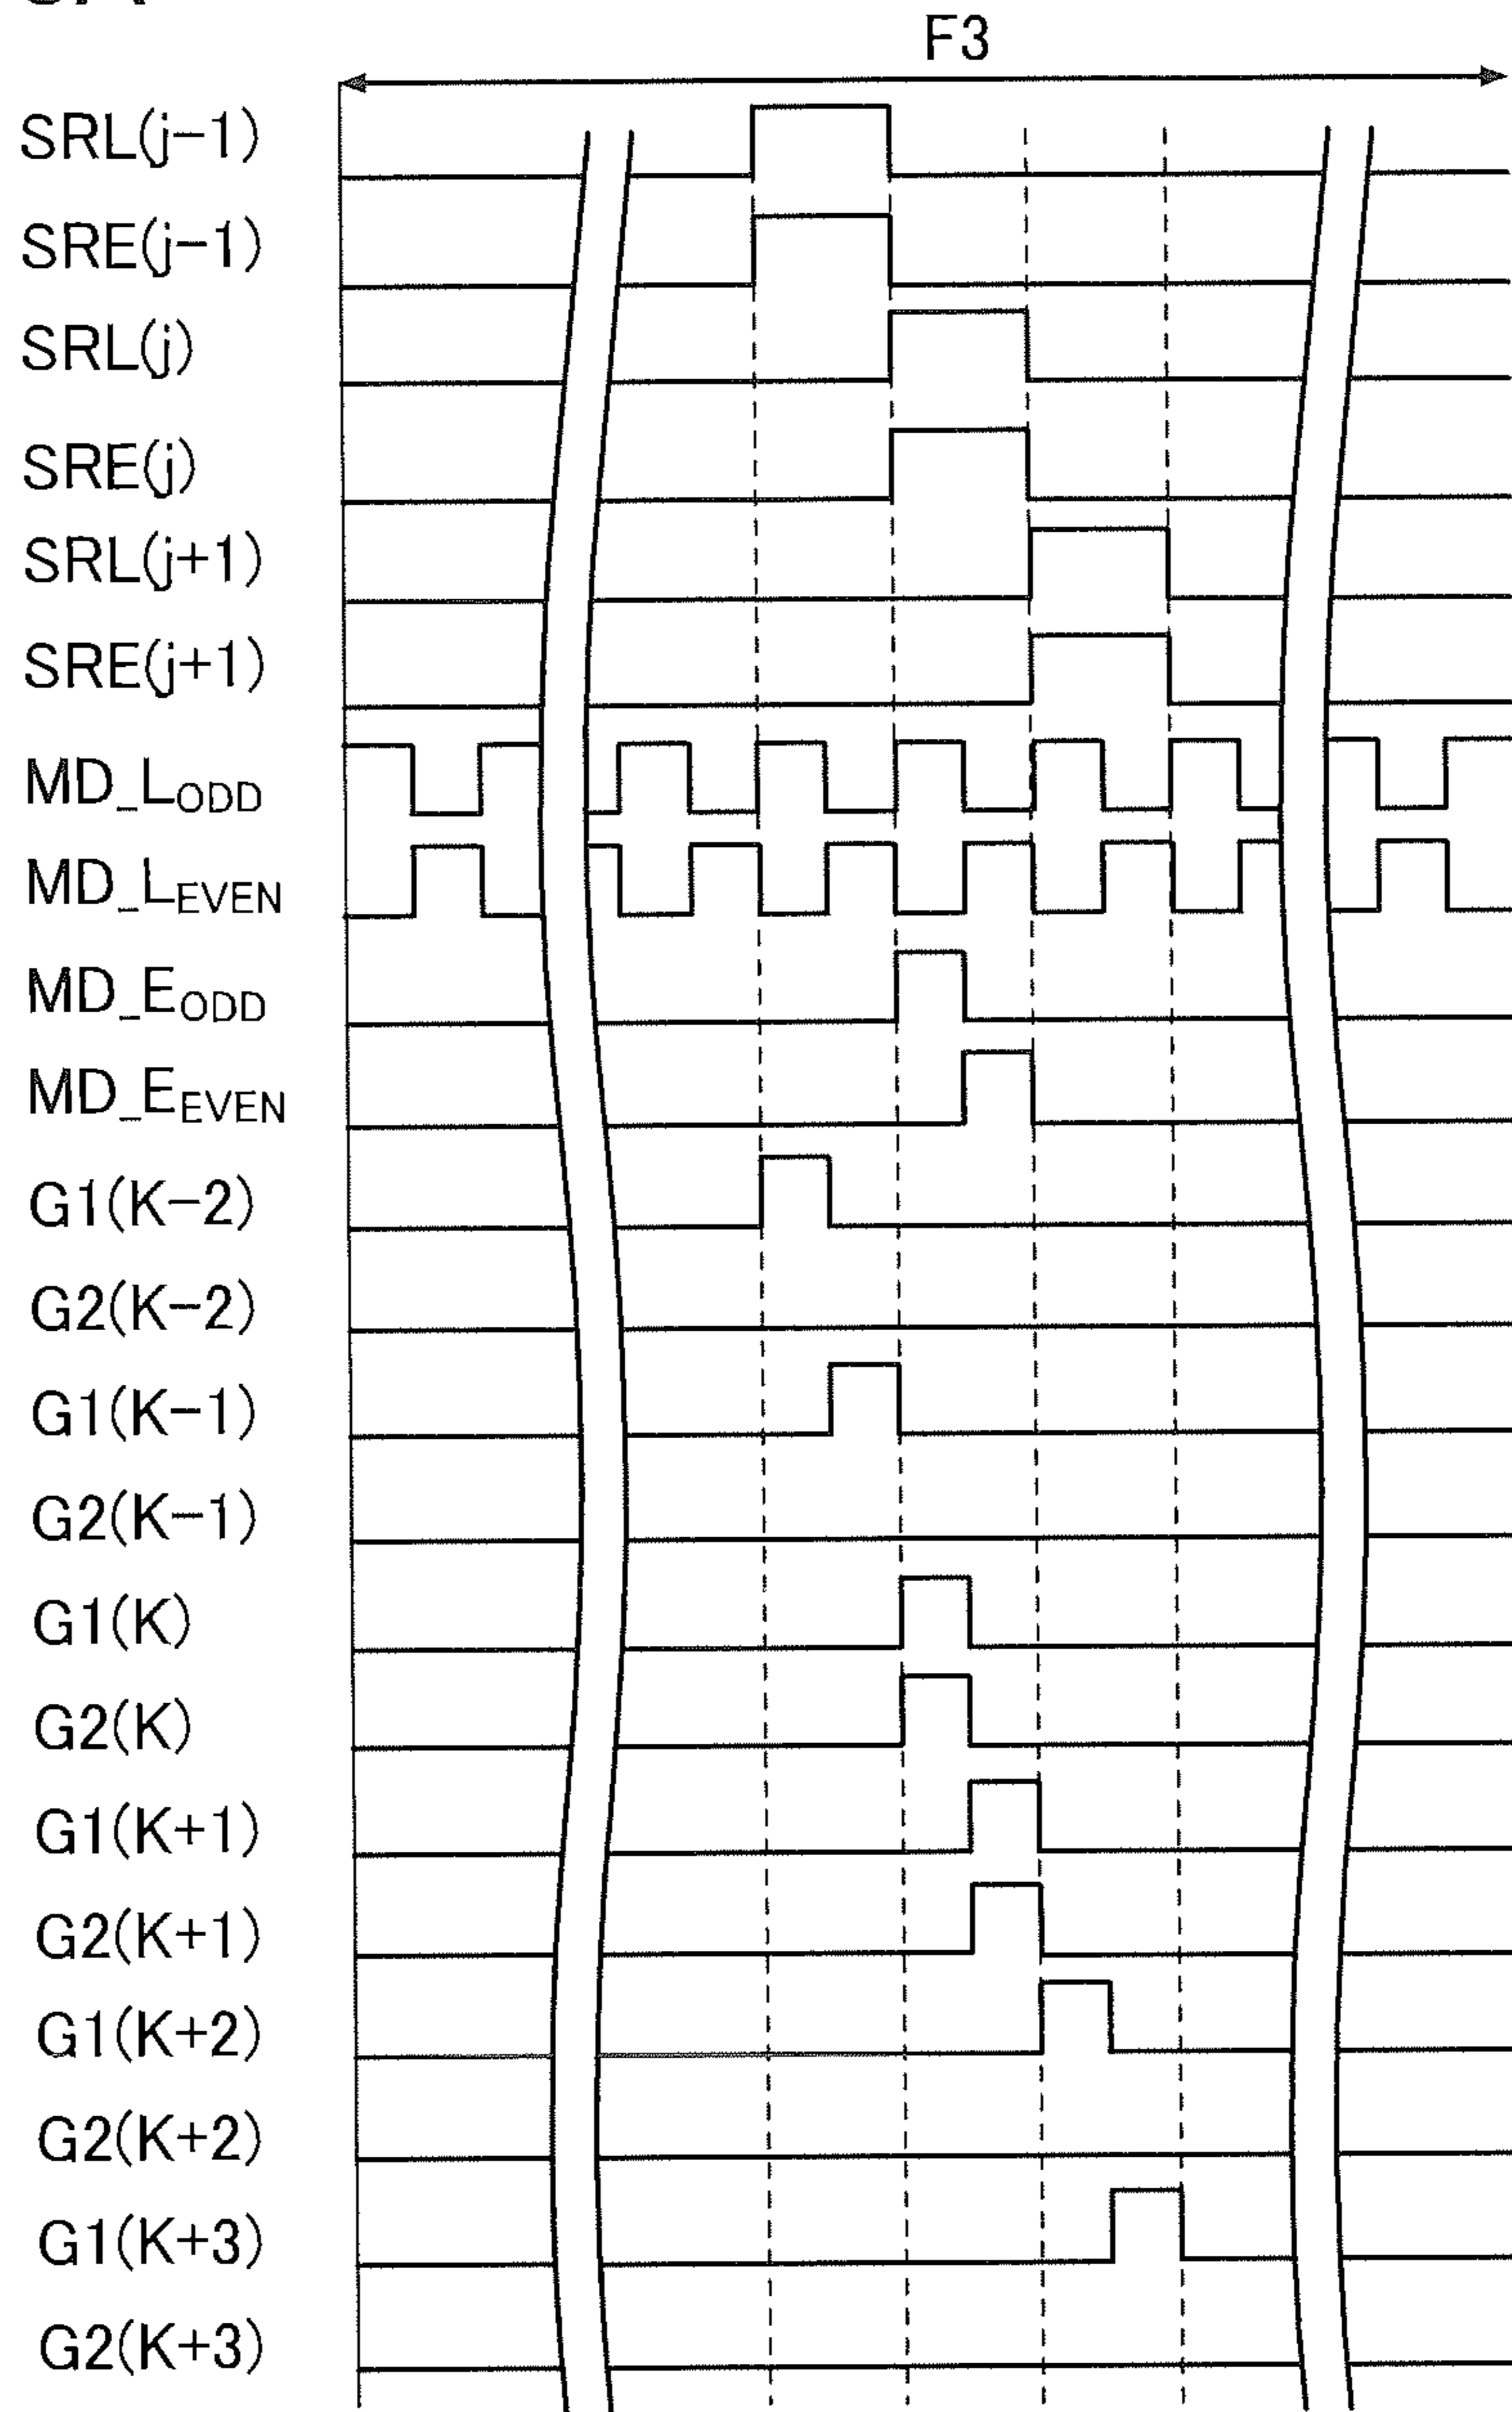 F3
SRL(j-1)
SRE(j-1)
SRL(j)
SRE(j)
SRL(j+1)
SRE(j+1)
MD_LODD
MD_LEVEN
MD_EODD
MD_EEVEN
G1(K-2)
G2(K-2)
G1(K-1)
G2(K-1)
G1(K)
G2(K)
G1(K+1)
G2(K+1)
G1(K+2)
G2(K+2)
G1(K+3)
G2(K+3)